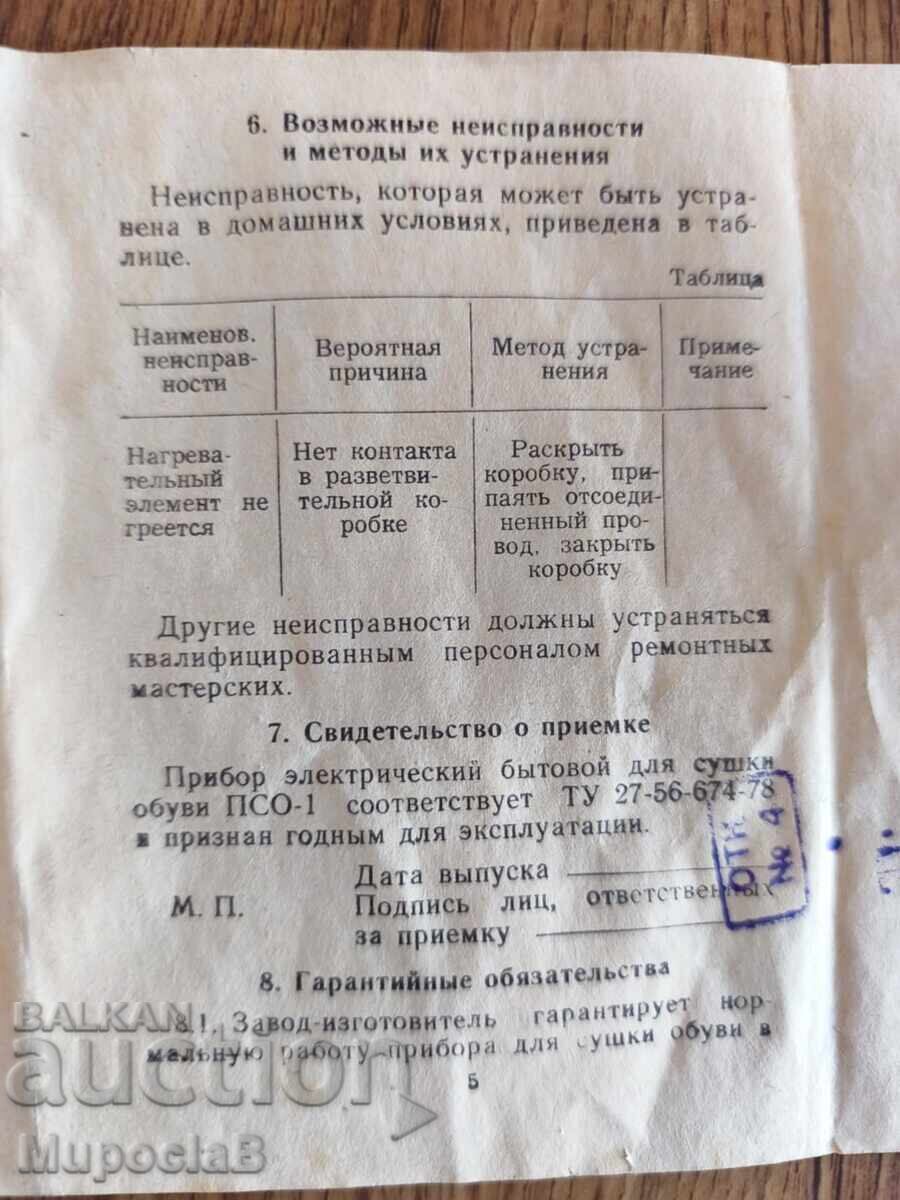 6. Возможные неисправности
и методы их устранения
Неисправность, которая может быть устра-
нена в домашних условиях, приведена в таб-
лице.
Таблица
Наименов.
неисправ-
ности
Вероятная
причина
Метод устра-
нения
Приме-
чание
Нагрева-
тельный
элемент не
греется
Нет контакта
в разветви-
тельной ко-
робке
Раскрыть
коробку, при-
паять отсоеди-
ненный про-
вод, закрыть
коробку
Другие неисправности должны устраняться
квалифицированным персоналом ремонтных
мастерских.
7. Свидетельство о приемке
Прибор электрический бытовой для сушки
обуви ПСО-1 соответствует ТУ 27-56-674-78
и признан годным для эксплуатации.
Дата выпуска
М. П.
Подпись лиц, ответственных
за приемку
ОТК
№ 4
8. Гарантийные обязательства
8.1. Завод-изготовитель гарантирует нор-
мальную работу прибора для сушки обуви в
5
BALKAN
auction
МиросlaВ